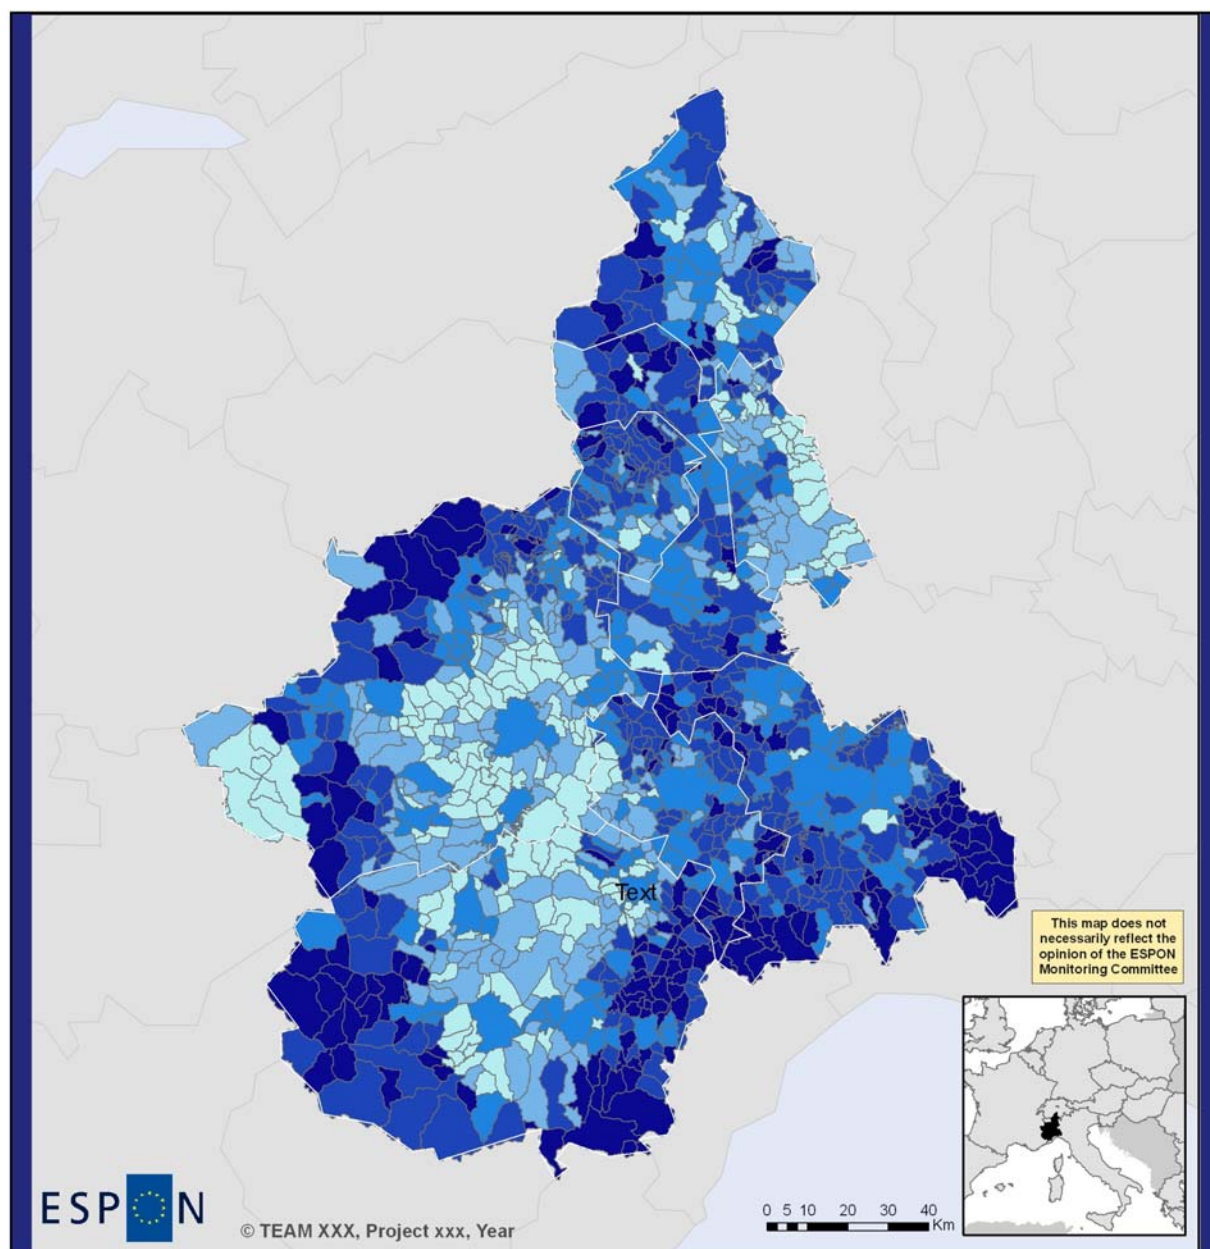 Text
This map does not
necessarily reflect the
opinion of the ESPON
Monitoring Committee
ESPON
© TEAM XXX, Project xxx, Year
0 5 10 20 30 40
Km